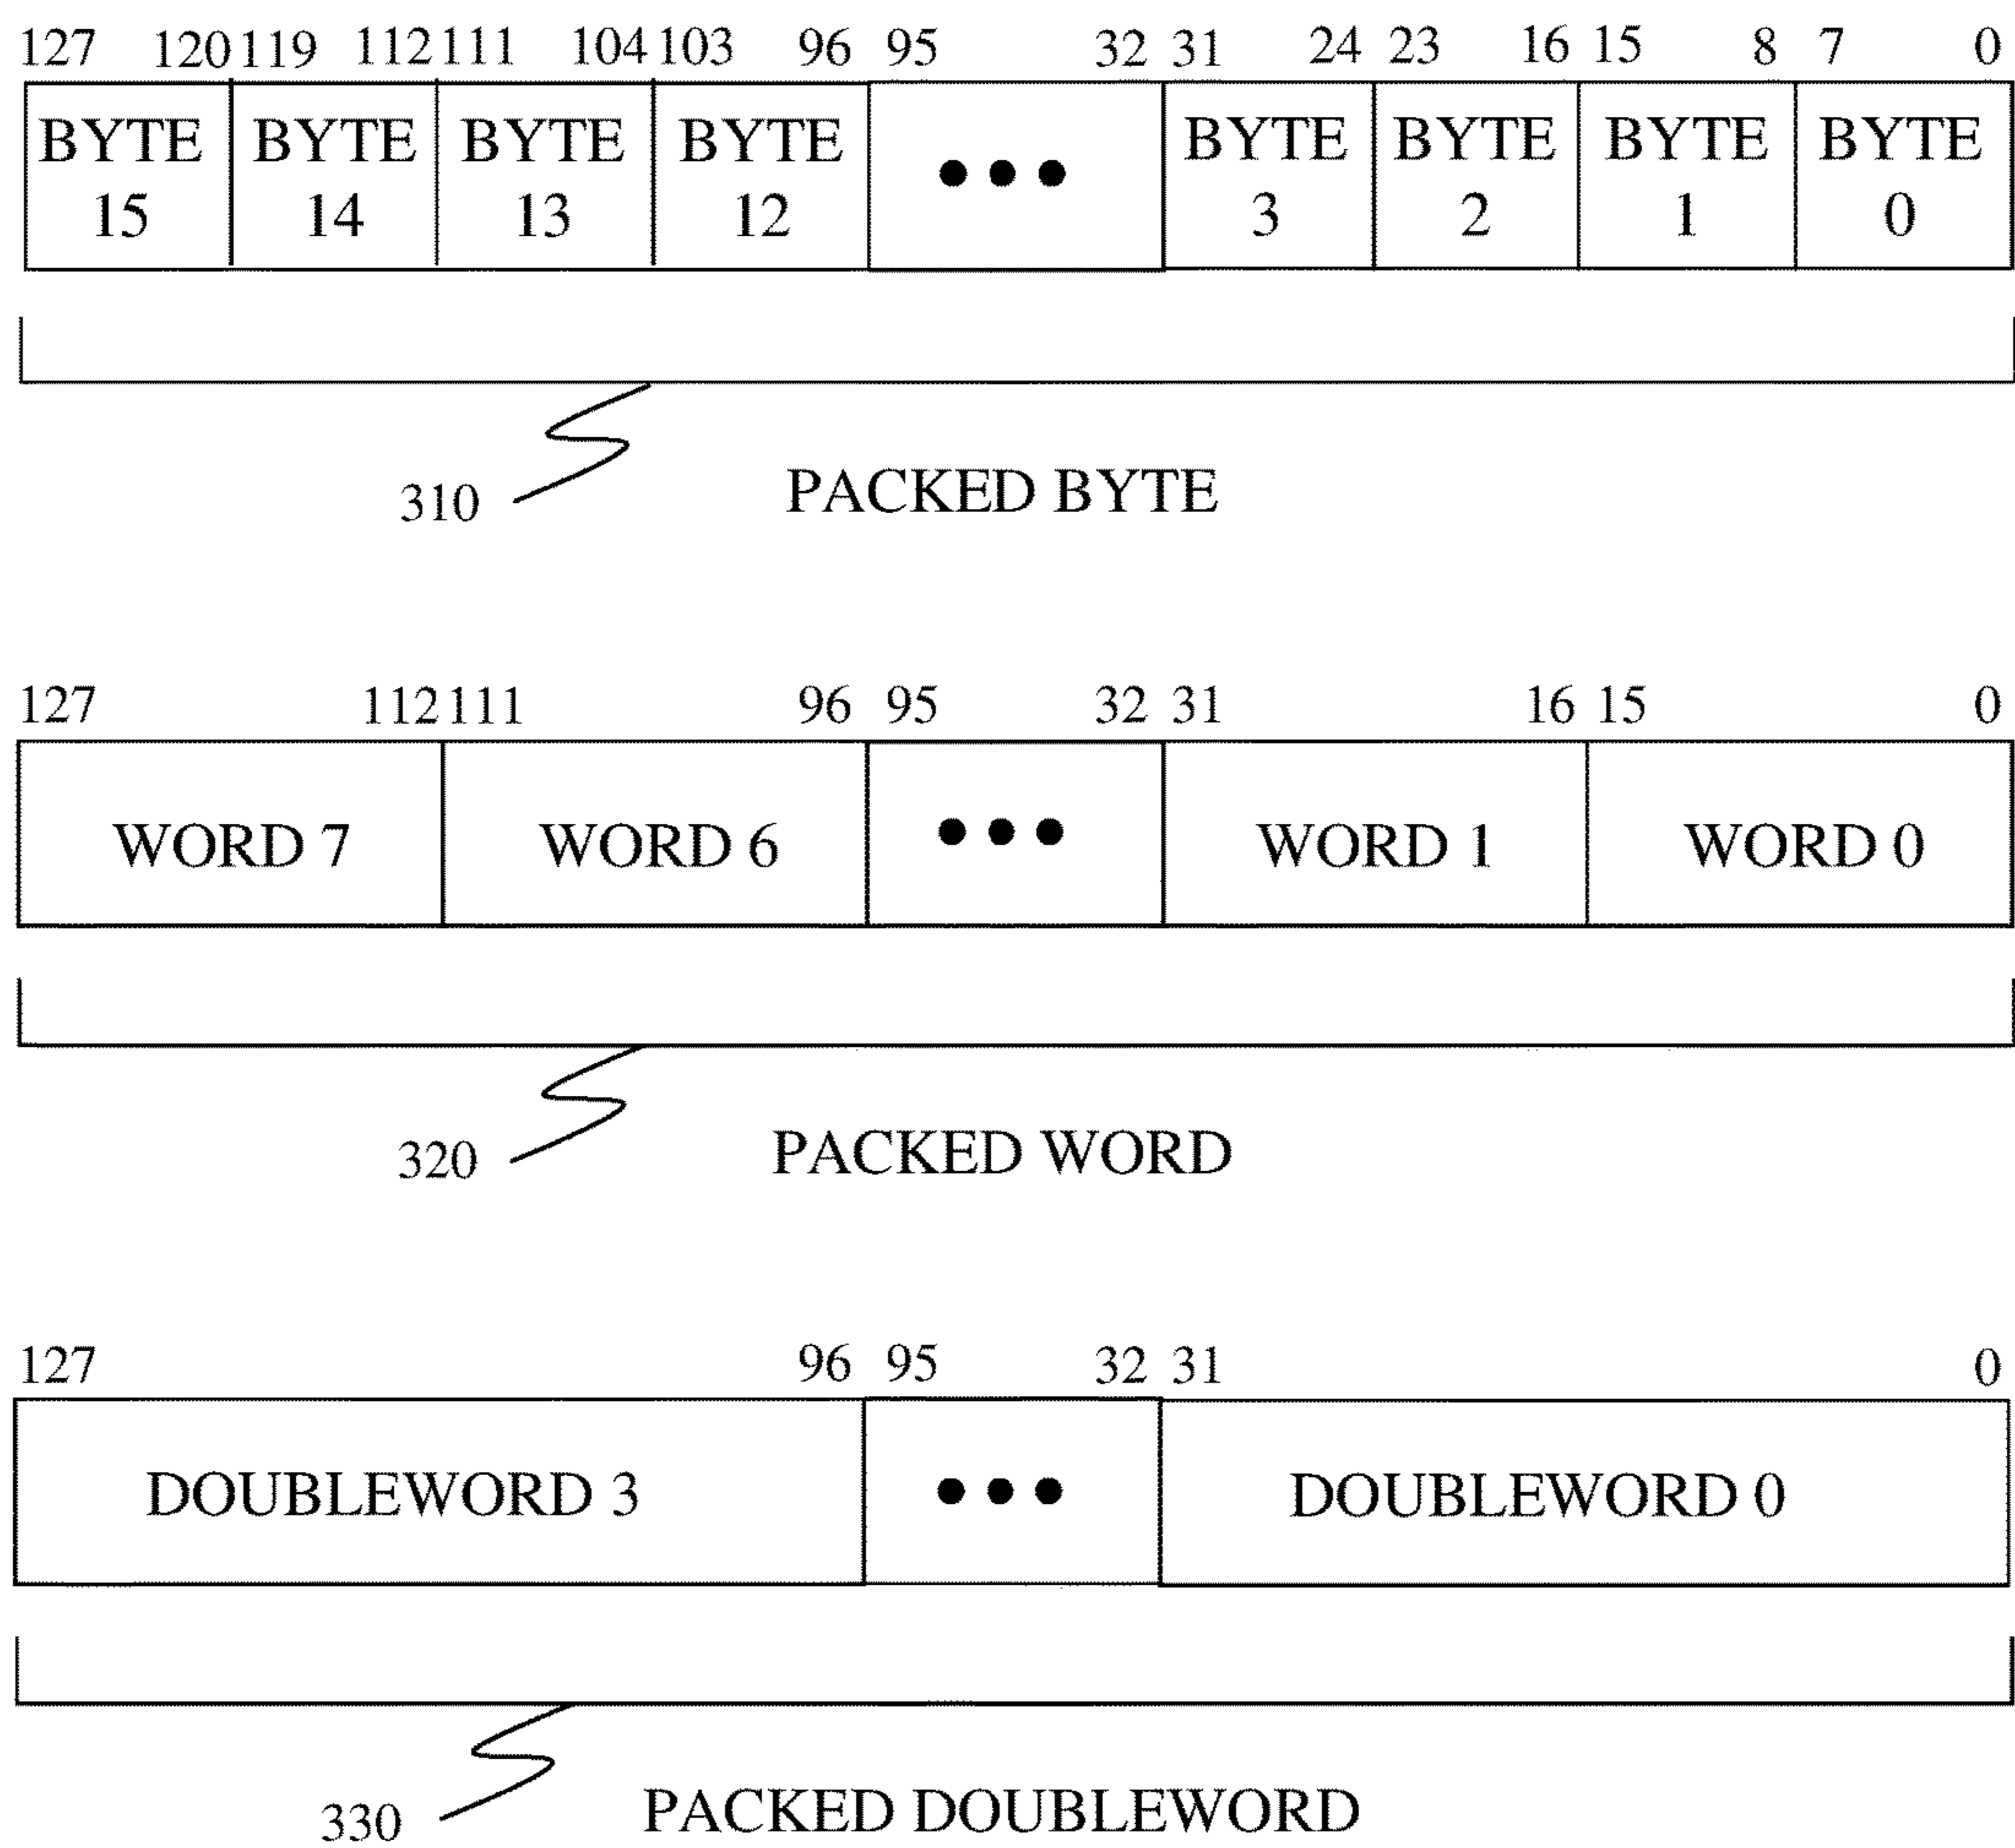 127 120 119 112 111 104 103 96 95 32 31 24 23 16 15 8 7 0
BYTE BYTE BYTE BYTE BYTE BYTE BYTE BYTE
15 14 13 12 ••• 3 2 1 0
310 PACKED BYTE
127 112 111 96 95 32 31 16 15 0
WORD 7 WORD 6 ••• WORD 1 WORD 0
320 PACKED WORD
127 96 95 32 31 0
DOUBLEWORD 3 ••• DOUBLEWORD 0
330 PACKED DOUBLEWORD